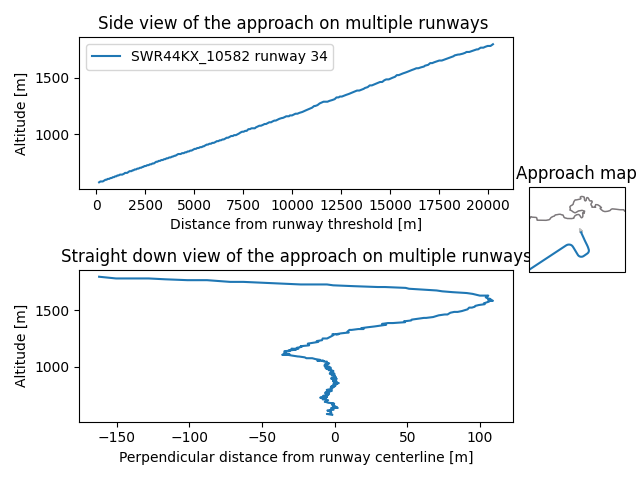 Side view of the approach on multiple runways
SWR44KX_10582 runway 34
Altitude [m]
1500
1000
0 2500 5000 7500 10000 12500 15000 17500 20000
Distance from runway threshold [m]
Approach map
Straight down view of the approach on multiple runways
Altitude [m]
1500
1000
−150 −100 −50 0 50 100
Perpendicular distance from runway centerline [m]